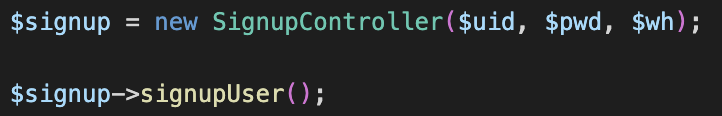 $signup = new SignupController($uid, $pwd, $wh);
$signup->signupUser();